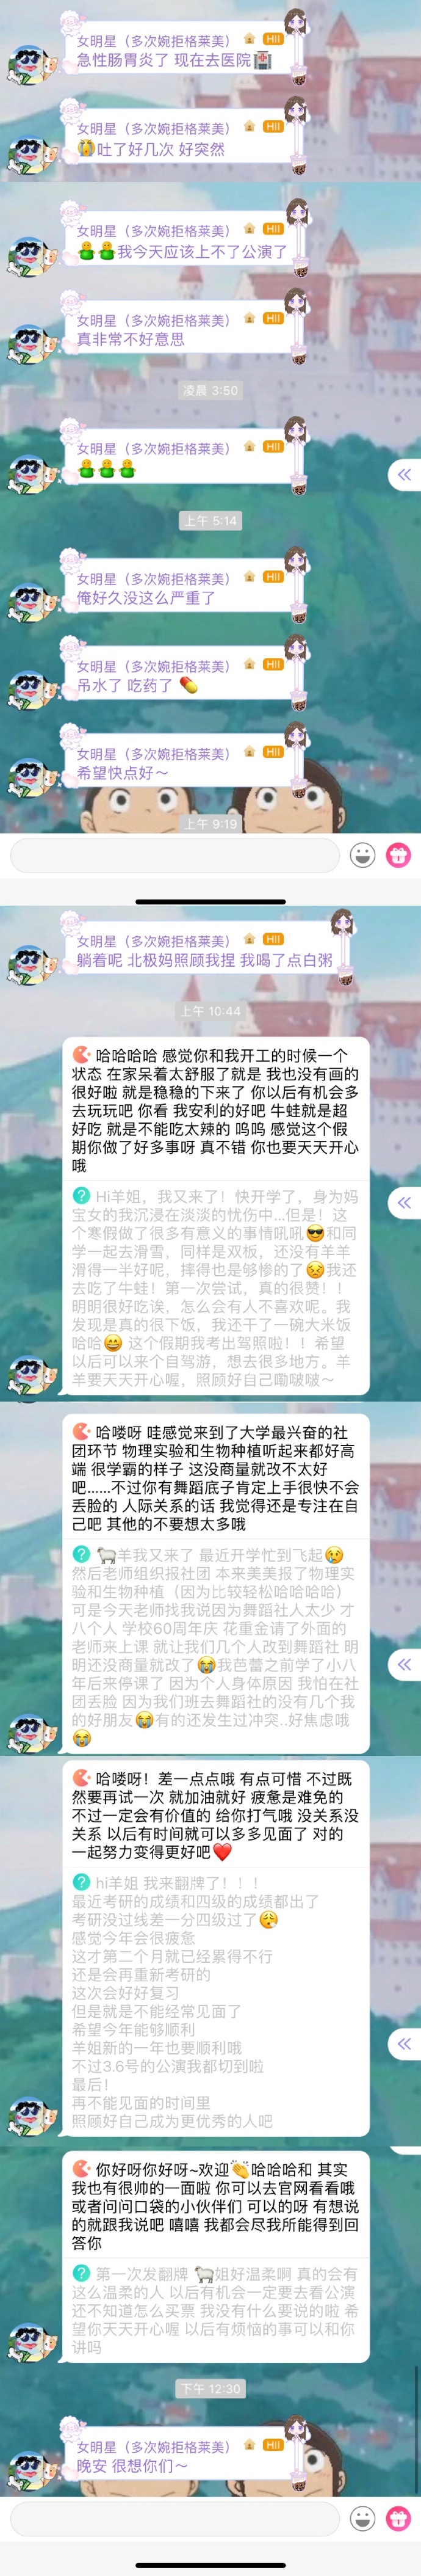 女明星（多次婉拒格莱美） HII
急性肠胃炎了 现在去医院🏥
女明星（多次婉拒格莱美） HII
😭吐了好几次 好突然
女明星（多次婉拒格莱美） HII
我今天应该上不了公演了
女明星（多次婉拒格莱美） HII
真非常不好意思
凌晨 3:50
女明星（多次婉拒格莱美） HII
上午 5:14
女明星（多次婉拒格莱美） HII
俺好久没这么严重了
女明星（多次婉拒格莱美） HII
吊水了 吃药了 💊
女明星（多次婉拒格莱美） HII
希望快点好～
上午 9:19
女明星（多次婉拒格莱美） HII
躺着呢 北极妈照顾我捏 我喝了点白粥
上午 10:44
哈哈哈哈 感觉你和我开工的时候一个
状态 在家呆着太舒服了就是 我也没有画的
很好啦 就是稳稳的下来了 你以后有机会多
去玩玩吧 你看 我安利的好吧 牛蛙就是超
好吃 就是不能吃太辣的 呜呜 感觉这个假
期你做了好多事呀 真不错 你也要天天开心
哦
Hi羊姐，我又来了！快开学了，身为妈
宝女的我沉浸在淡淡的忧伤中...但是！这
个寒假做了很多有意义的事情吼吼😎和同
学一起去滑雪，同样是双板，还没有羊羊
滑得一半好呢，摔得也是够惨的了😣我还
去吃了牛蛙！第一次尝试，真的很赞！！
明明很好吃诶，怎么会有人不喜欢呢。我
发现是真的很下饭，我还干了一碗大米饭
哈哈😄 这个假期我考出驾照啦！！希望
以后可以来个自驾游，想去很多地方。羊
羊要天天开心喔，照顾好自己嘞啵啵～
哈喽呀 哇感觉来到了大学最兴奋的社
团环节 物理实验和生物种植听起来都好高
端 很学霸的样子 这没商量就改不太好
吧......不过你有舞蹈底子肯定上手很快不会
丢脸的 人际关系的话 我觉得还是专注在自
己吧 其他的不要想太多哦
🐑羊我又来了 最近开学忙到飞起😢
然后老师组织报社团 本来美美报了物理实
验和生物种植（因为比较轻松哈哈哈哈）
可是今天老师找我说因为舞蹈社人太少 才
八个人 学校60周年庆 花重金请了外面的
老师来上课 就让我们几个人改到舞蹈社 明
明还没商量就改了😭我芭蕾之前学了小八
年后来停课了 因为个人身体原因 我怕在社
团丢脸 因为我们班去舞蹈社的没有几个我
的好朋友😭有的还发生过冲突..好焦虑哦
😭
哈喽呀！差一点点哦 有点可惜 不过既
然要再试一次 就加油就好 疲惫是难免的
不过一定会有价值的 给你打气哦 没关系没
关系 以后有时间就可以多多见面了 对的
一起努力变得更好吧❤️
hi羊姐 我来翻牌了！！！
最近考研的成绩和四级的成绩都出了
考研没过线差一分四级过了😮‍💨
感觉今年会很疲惫
这才第二个月就已经累得不行
还是会再重新考研的
这次会好好复习
但是就是不能经常见面了
希望今年能够顺利
羊姐新的一年也要顺利哦
不过3.6号的公演我都切到啦
最后！
再不能见面的时间里
照顾好自己成为更优秀的人吧
你好呀你好呀~欢迎👏哈哈哈和 其实
我也有很帅的一面啦 你可以去官网看看哦
或者问问口袋的小伙伴们 可以的呀 有想说
的就跟我说吧 嘻嘻 我都会尽我所能得到回
答你
第一次发翻牌 🐑姐好温柔啊 真的会有
这么温柔的人 以后有机会一定要去看公演
还不知道怎么买票 我没有什么要说的啦 希
望你天天开心喔 以后有烦恼的事可以和你
讲吗
下午 12:30
女明星（多次婉拒格莱美） HII
晚安 很想你们～